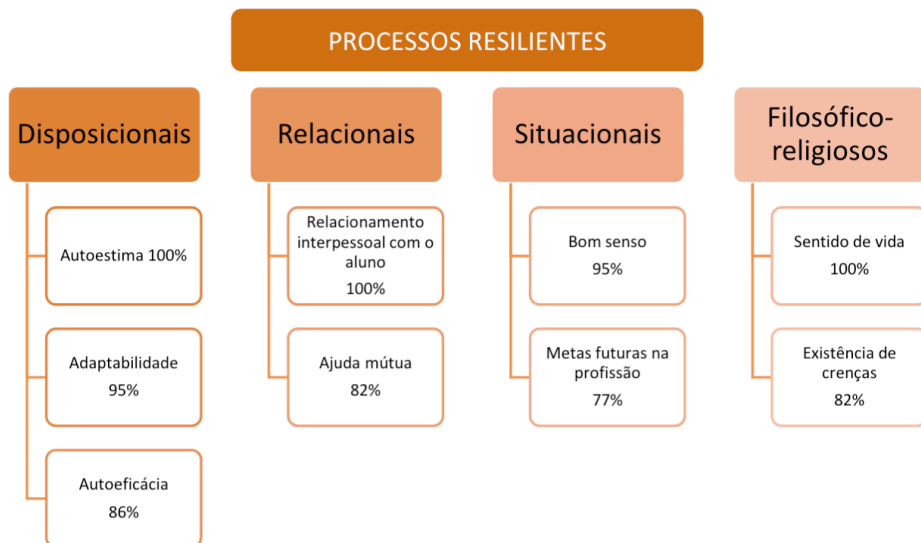 PROCESSOS RESILIENTES
Disposicionais
Autoestima 100%
Adaptabilidade
95%
Autoeficácia
86%
Relacionais
Relacionamento
interpessoal com o
aluno
100%
Ajuda mútua
82%
Situacionais
Bom senso
95%
Metas futuras na
profissão
77%
Filosófico-
religiosos
Sentido de vida
100%
Existência de
crenças
82%